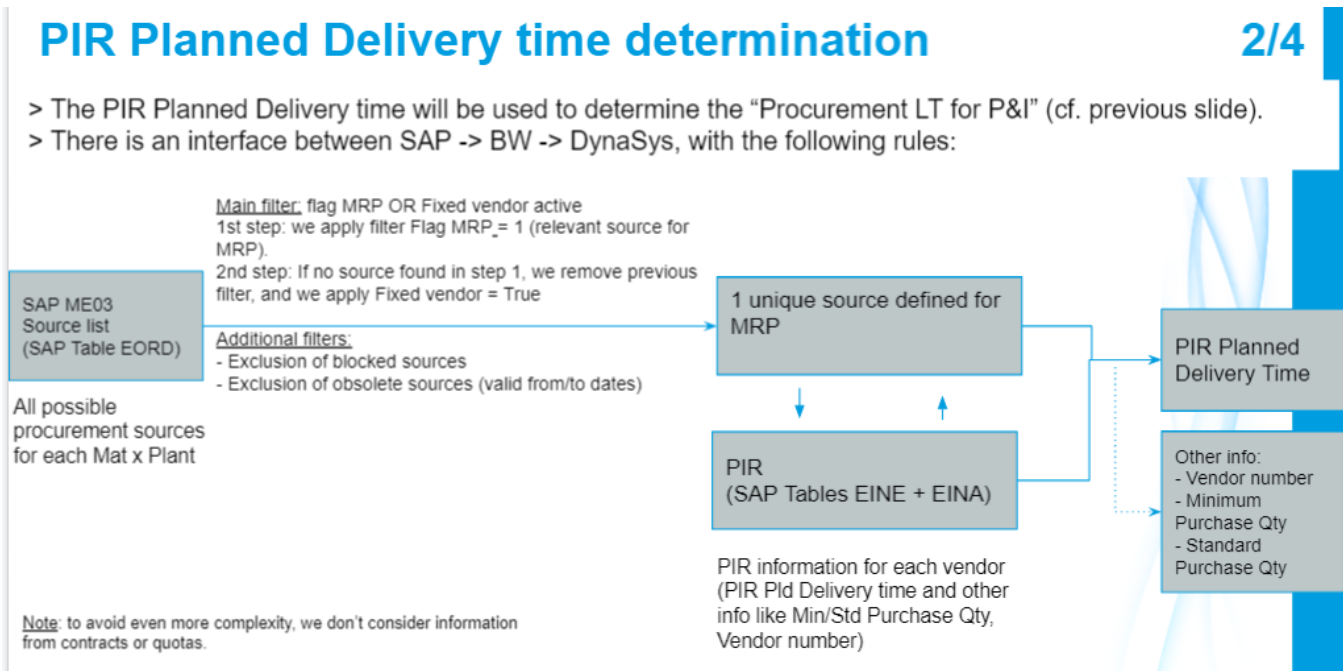 PIR Planned Delivery time determination
2/4
> The PIR Planned Delivery time will be used to determine the “Procurement LT for P&I” (cf. previous slide).
> There is an interface between SAP -> BW -> DynaSys, with the following rules:
Main filter: flag MRP OR Fixed vendor active
1st step: we apply filter Flag MRP = 1 (relevant source for
MRP).
2nd step: If no source found in step 1, we remove previous
filter, and we apply Fixed vendor = True
SAP ME03
Source list
(SAP Table EORD)
Additional filters:
- Exclusion of blocked sources
- Exclusion of obsolete sources (valid from/to dates)
All possible
procurement sources
for each Mat x Plant
1 unique source defined for
MRP
PIR
(SAP Tables EINE + EINA)
PIR information for each vendor
(PIR Pld Delivery time and other
info like Min/Std Purchase Qty,
Vendor number)
PIR Planned
Delivery Time
Other info:
- Vendor number
- Minimum
Purchase Qty
- Standard
Purchase Qty
Note: to avoid even more complexity, we don’t consider information
from contracts or quotas.